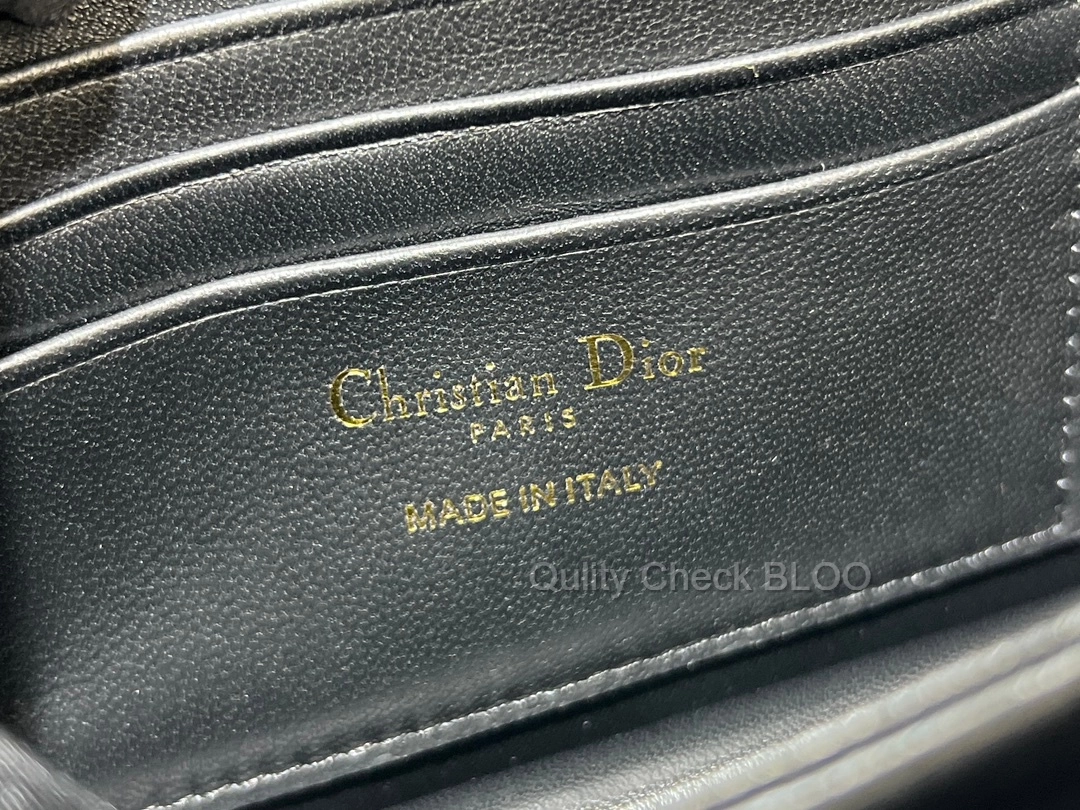 Christian Dior
PARIS
MADE IN ITALY
Qulity Check BLOO